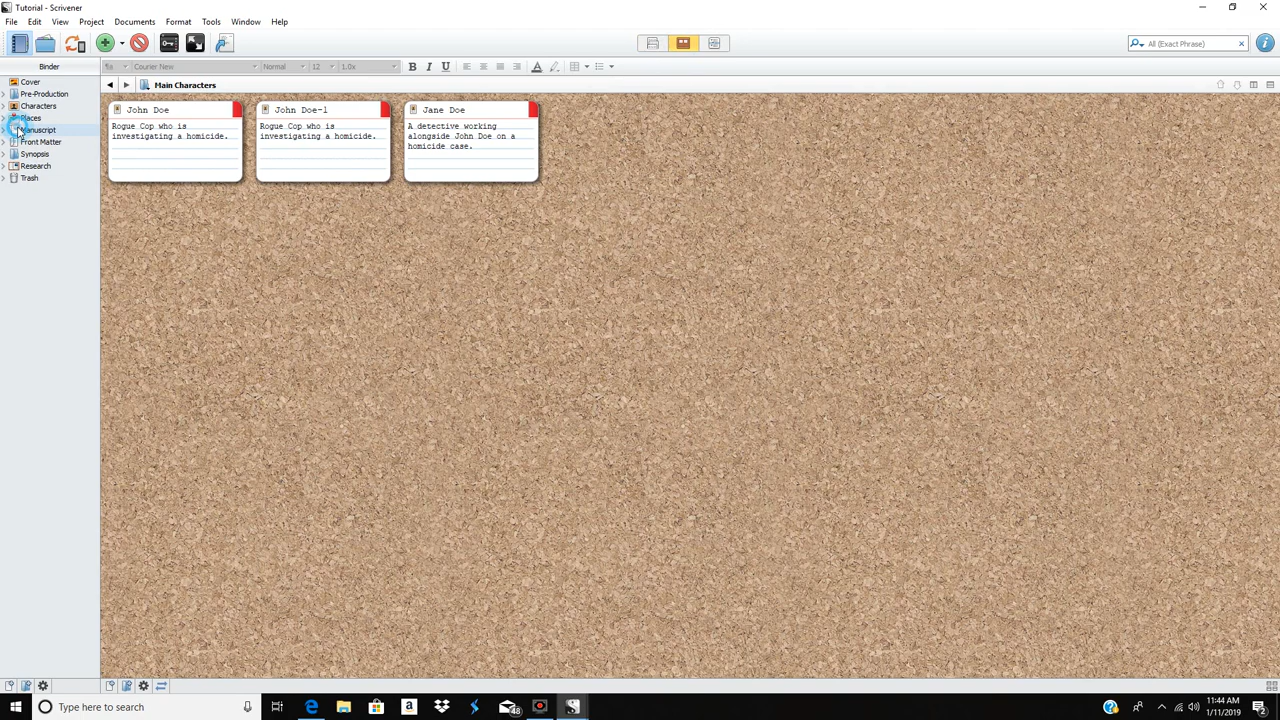 Tutorial - Scrivener
File Edit View Project Documents Format Tools Window Help
All (Exact Phrase)
Binder
Courier New Normal 12 1.0x B I U A
Cover
Pre-Production
Characters
Places
Manuscript
Front Matter
Synopsis
Research
Trash
Main Characters
John Doe
Rogue Cop who is
investigating a homicide.
John Doe-1
Rogue Cop who is
investigating a homicide.
Jane Doe
A detective working
alongside John Doe on a
homicide case.
Type here to search
48
11:44 AM
1/11/2019
2